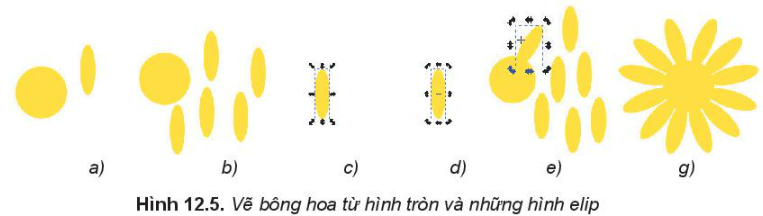 a) b) c) d) e) g)
Hình 12.5. Vẽ bông hoa từ hình tròn và những hình elip